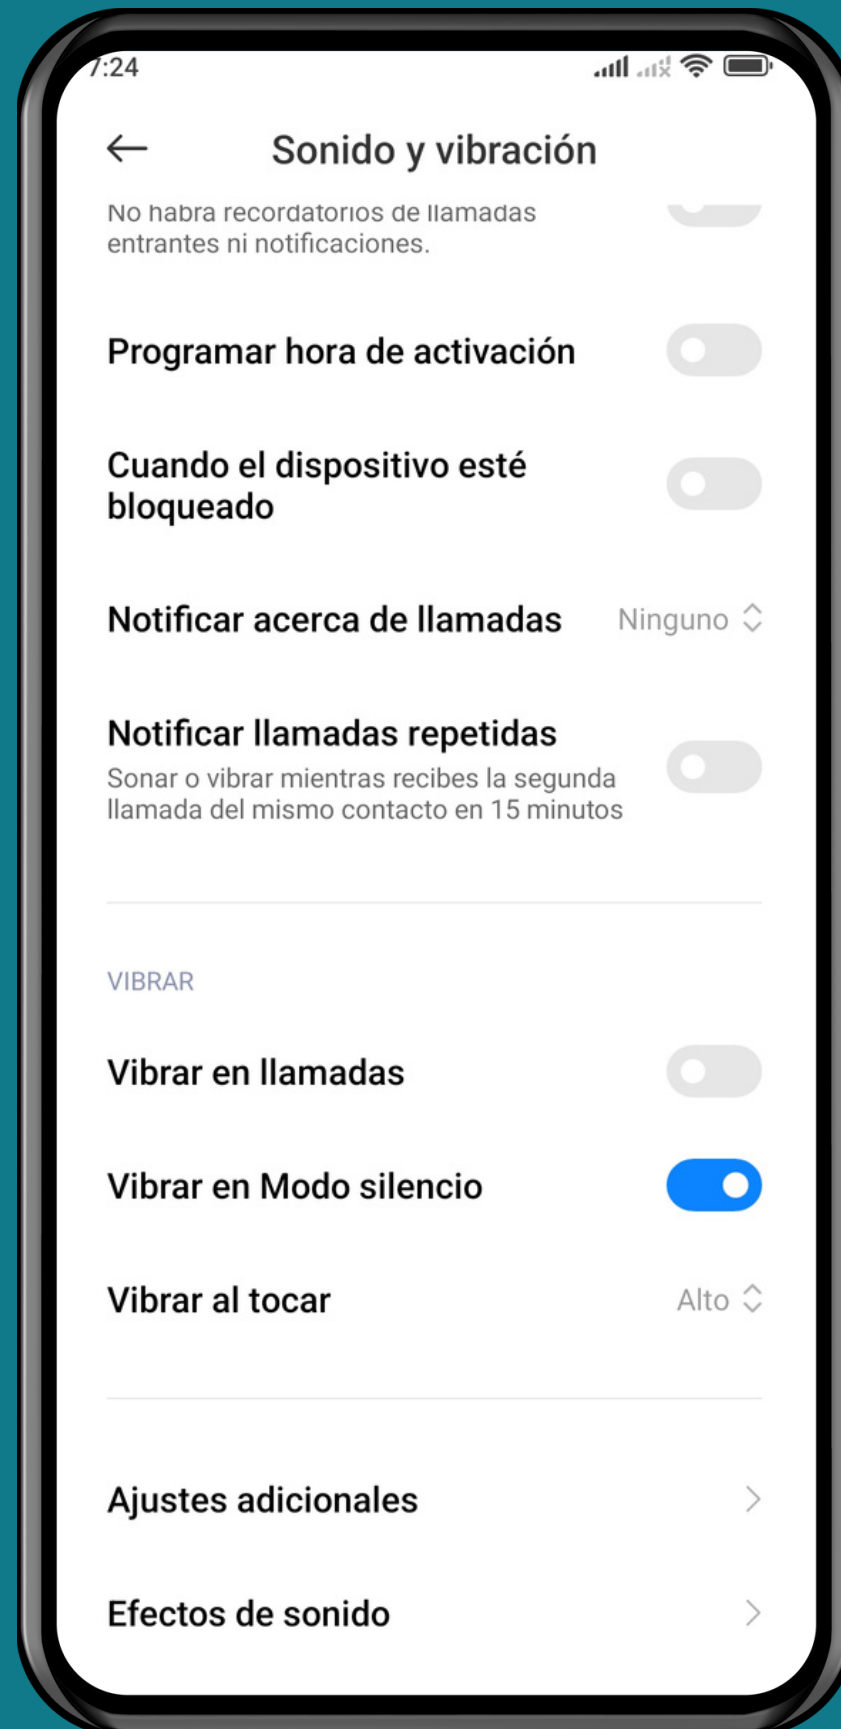 7:24
Sonido y vibración
No habra recordatorios de llamadas
entrantes ni notificaciones.
Programar hora de activación
Cuando el dispositivo esté
bloqueado
Notificar acerca de llamadas Ninguno
Notificar llamadas repetidas
Sonar o vibrar mientras recibes la segunda
llamada del mismo contacto en 15 minutos
VIBRAR
Vibrar en llamadas
Vibrar en Modo silencio
Vibrar al tocar Alto
Ajustes adicionales
Efectos de sonido